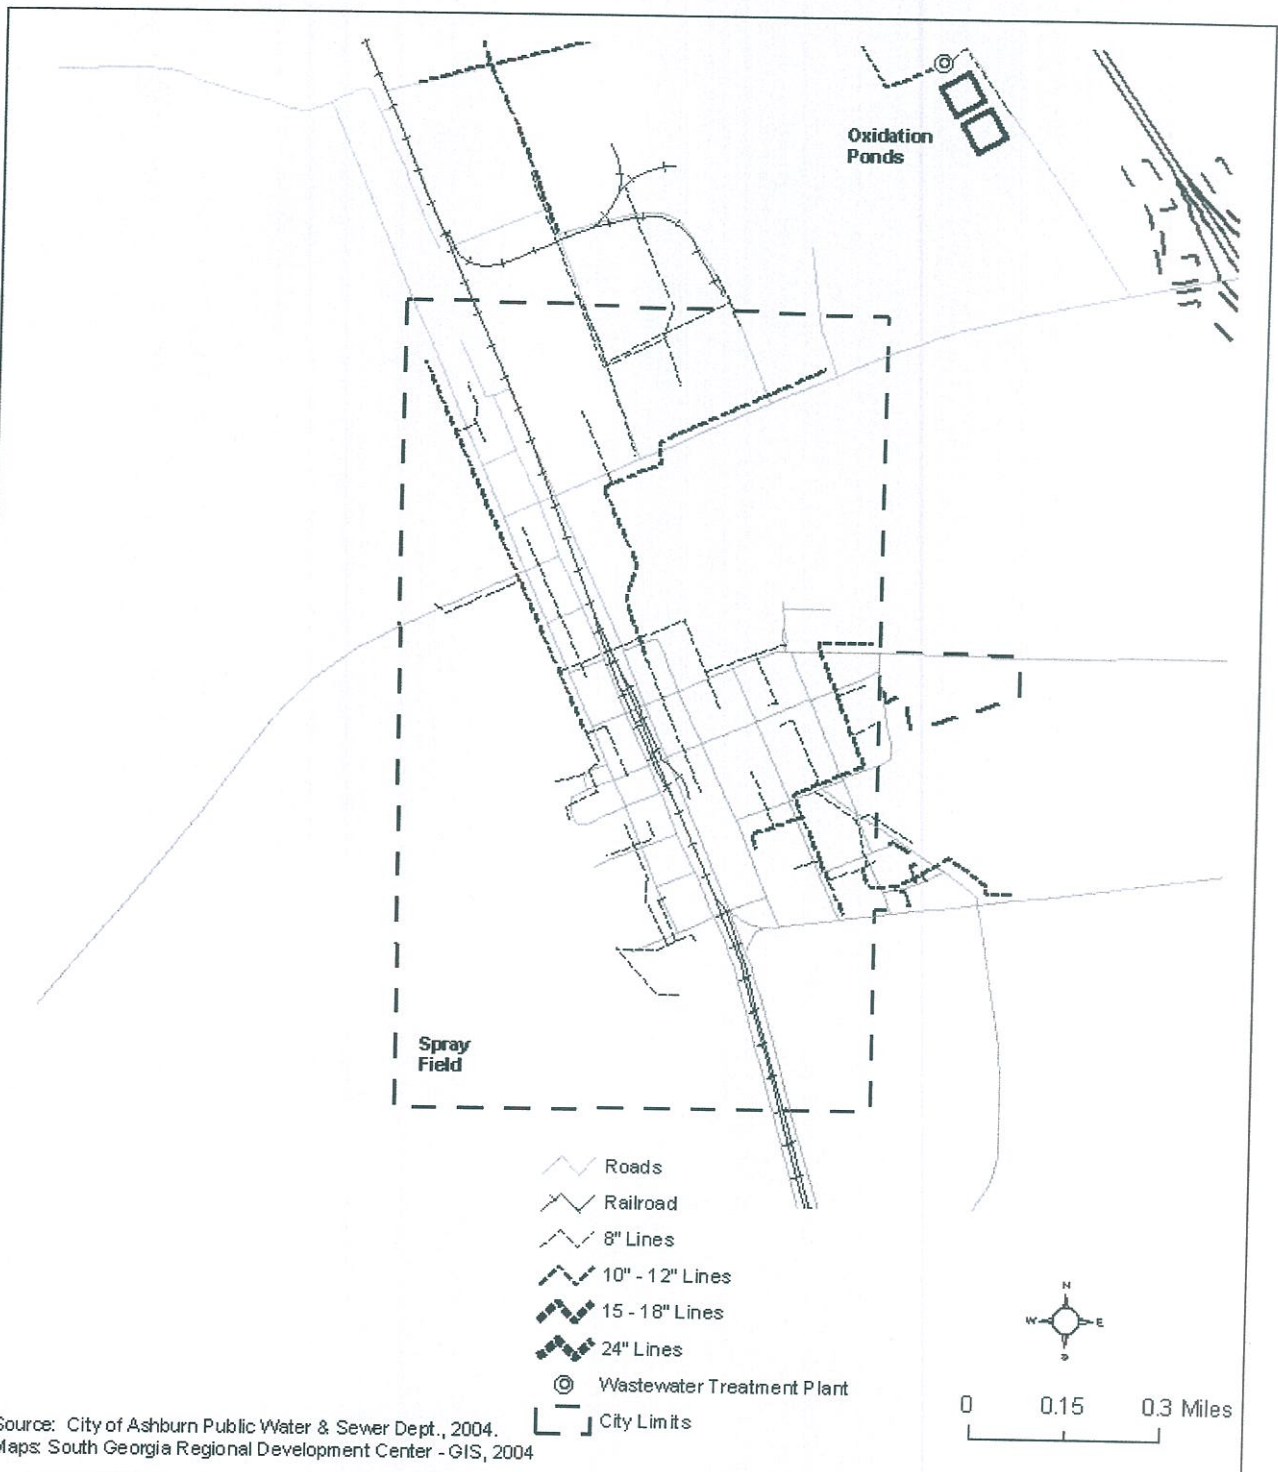 Oxidation
Ponds
Spray
Field
Roads
Railroad
8" Lines
10" - 12" Lines
15 - 18" Lines
24" Lines
Wastewater Treatment Plant
City Limits
N
W E
0 0.15 0.3 Miles
Source: City of Ashburn Public Water & Sewer Dept., 2004.
Maps: South Georgia Regional Development Center - GIS, 2004